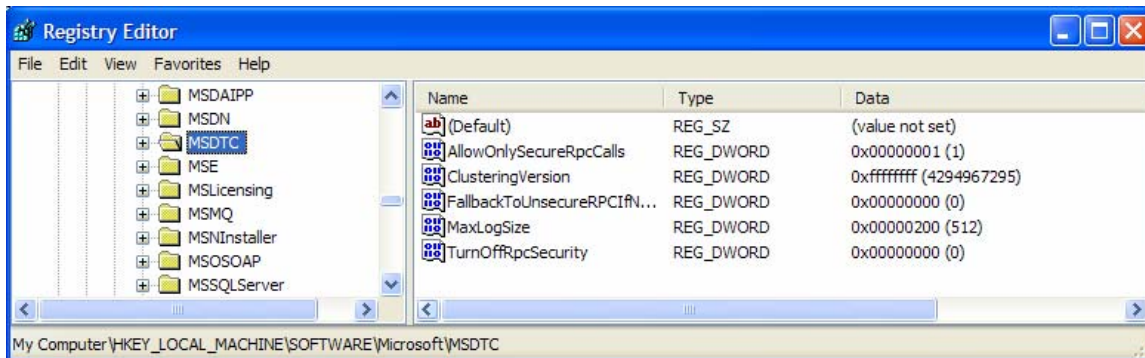 Registry Editor
File Edit View Favorites Help
MSDAIPP
MSDN
MSDTC
MSE
MSLicensing
MSMQ
MSNInstaller
MSOSOAP
MSSQLServer
Name Type Data
(Default) REG_SZ (value not set)
AllowOnlySecureRpcCalls REG_DWORD 0x00000001 (1)
ClusteringVersion REG_DWORD 0xffffffff (4294967295)
FallbackToUnsecureRPCIfN... REG_DWORD 0x00000000 (0)
MaxLogSize REG_DWORD 0x00000200 (512)
TurnOffRpcSecurity REG_DWORD 0x00000000 (0)
My Computer\HKEY_LOCAL_MACHINE\SOFTWARE\Microsoft\MSDTC